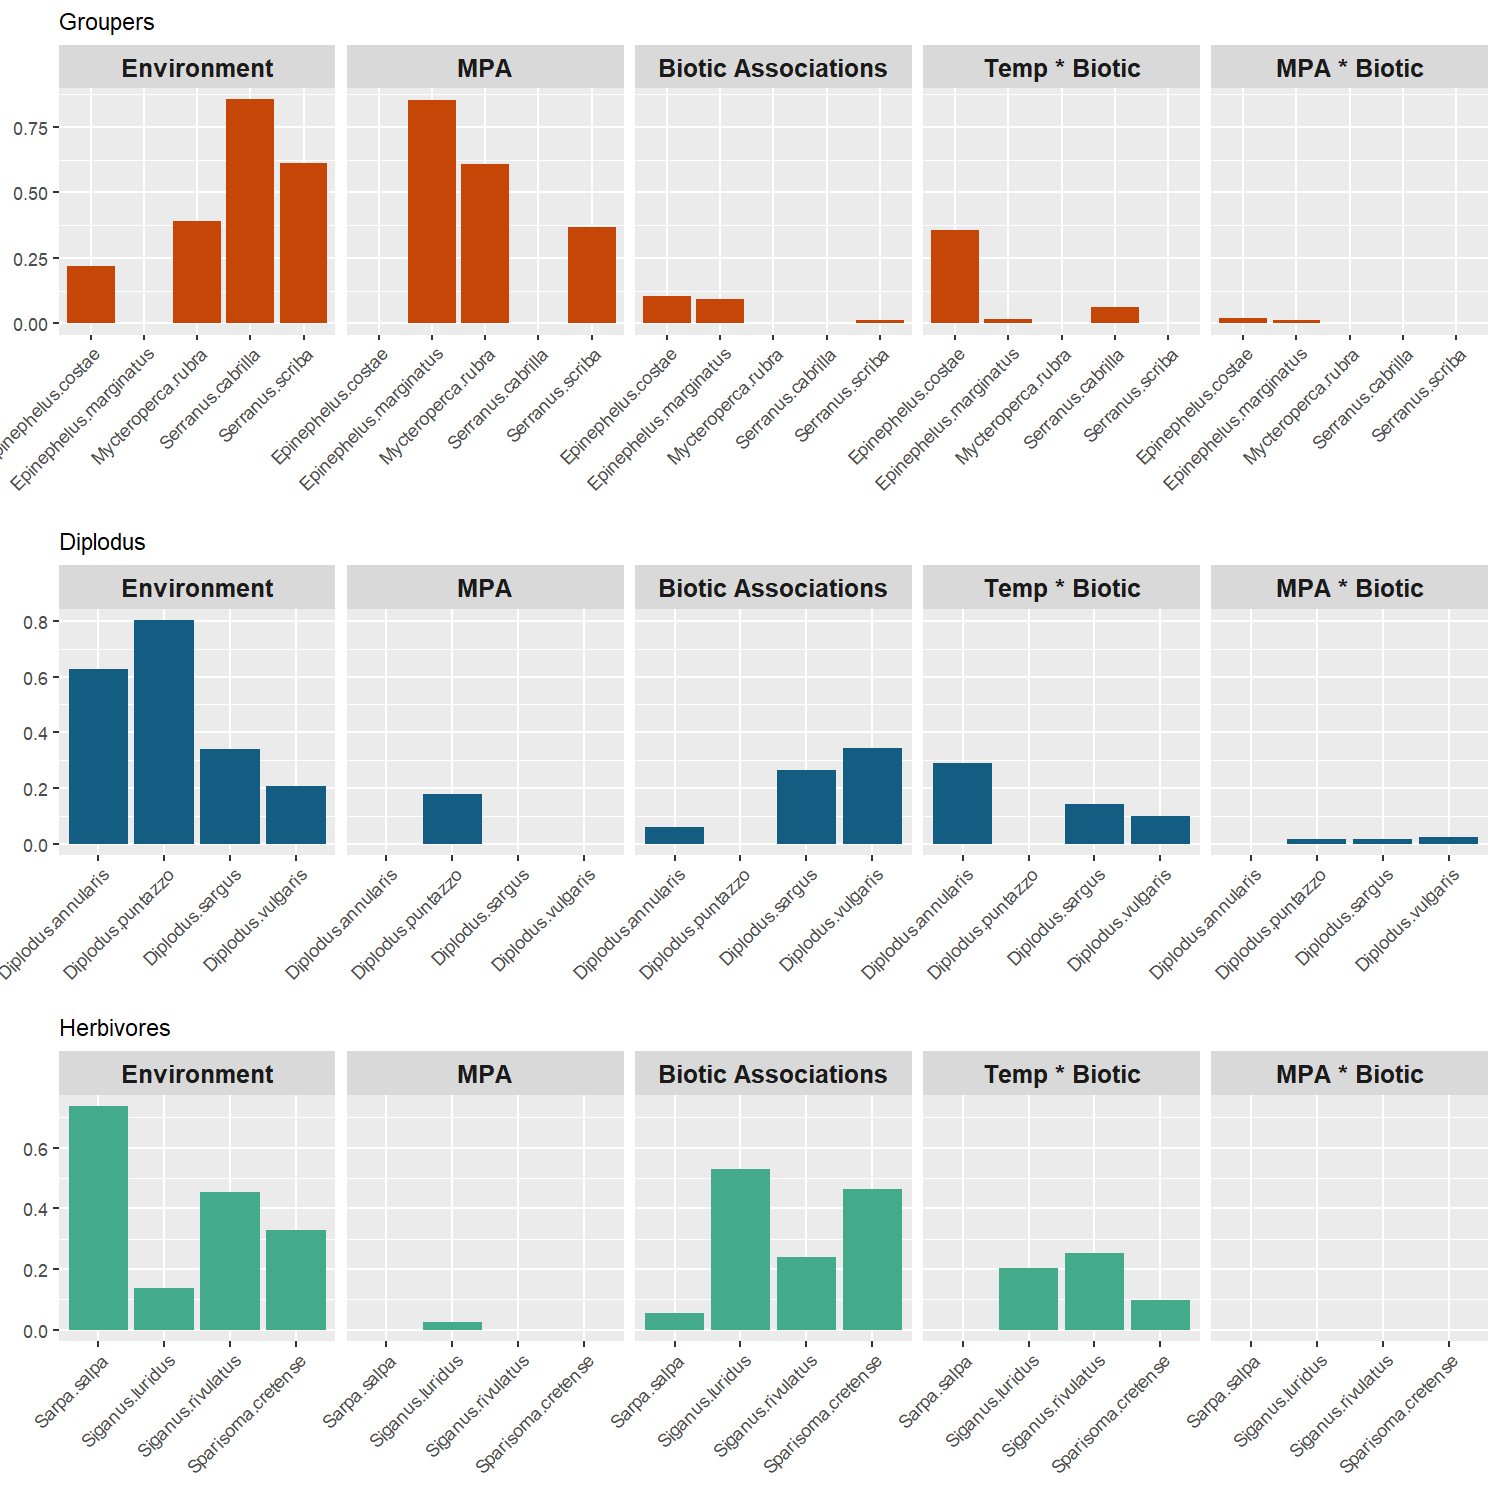 Groupers
Environment MPA Biotic Associations Temp * Biotic MPA * Biotic
0.75
0.50
0.25
0.00
Epinephelus.marginatus Mycteroperca.rubra Serranus.cabrilla Serranus.scriba Epinephelus.costae Epinephelus.marginatus Mycteroperca.rubra Serranus.cabrilla Serranus.scriba Epinephelus.costae Epinephelus.marginatus Mycteroperca.rubra Serranus.cabrilla Serranus.scriba Epinephelus.costae Epinephelus.marginatus Mycteroperca.rubra Serranus.cabrilla Serranus.scriba Epinephelus.costae Epinephelus.marginatus Mycteroperca.rubra Serranus.cabrilla Serranus.scriba
Diplodus
Environment MPA Biotic Associations Temp * Biotic MPA * Biotic
0.8
0.6
0.4
0.2
0.0
Diplodus.annularis Diplodus.puntazzo Diplodus.sargus Diplodus.vulgaris Diplodus.annularis Diplodus.puntazzo Diplodus.sargus Diplodus.vulgaris Diplodus.annularis Diplodus.puntazzo Diplodus.sargus Diplodus.vulgaris Diplodus.annularis Diplodus.puntazzo Diplodus.sargus Diplodus.vulgaris Diplodus.annularis Diplodus.puntazzo Diplodus.sargus Diplodus.vulgaris
Herbivores
Environment MPA Biotic Associations Temp * Biotic MPA * Biotic
0.6
0.4
0.2
0.0
Sarpa.salpa Siganus.luridus Siganus.rivulatus Sparisoma.cretense Sarpa.salpa Siganus.luridus Siganus.rivulatus Sparisoma.cretense Sarpa.salpa Siganus.luridus Siganus.rivulatus Sparisoma.cretense Sarpa.salpa Siganus.luridus Siganus.rivulatus Sparisoma.cretense Sarpa.salpa Siganus.luridus Siganus.rivulatus Sparisoma.cretense